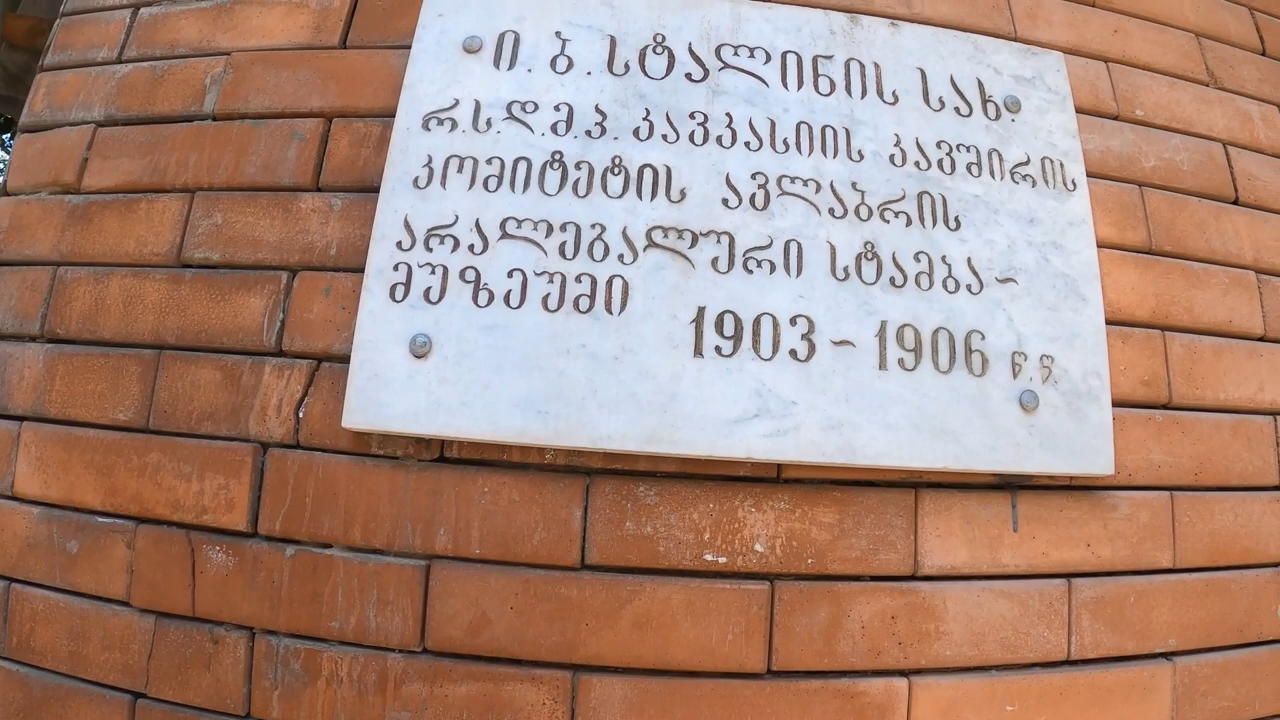 ი.ბ.სტალინის სახ.
რ.ს.დ.მ.პ. კავკასიის კავშირის
კომიტეტის ავლაბრის
არალეგალური სტამბა-
მუზეუმი
1903-1906 წ.წ.